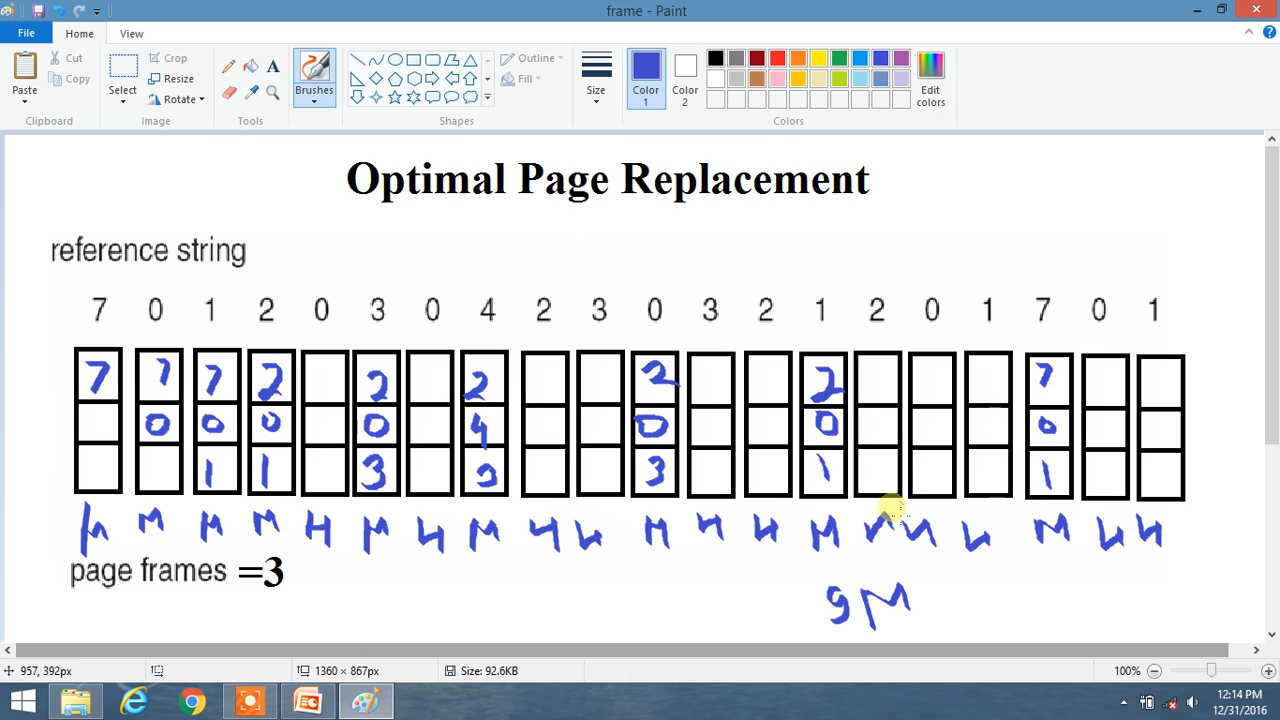 frame - Paint
File Home View
Paste Cut Copy Select Crop Resize Rotate Brushes Outline Fill Size Color 1 Color 2 Edit colors
Clipboard Image Tools Shapes Colors
Optimal Page Replacement
reference string
7 0 1 2 0 3 0 4 2 3 0 3 2 1 2 0 1 7 0 1
7 7 7 2 2 2 2 2 7
0 0 0 0 4 0 0 0
1 1 3 3 3 1 1
M M M M H M H M H H M H H M H H H M H H
page frames =3
9 M
957, 392px 1360 × 867px Size: 92.6KB 100%
12:14 PM
12/31/2016